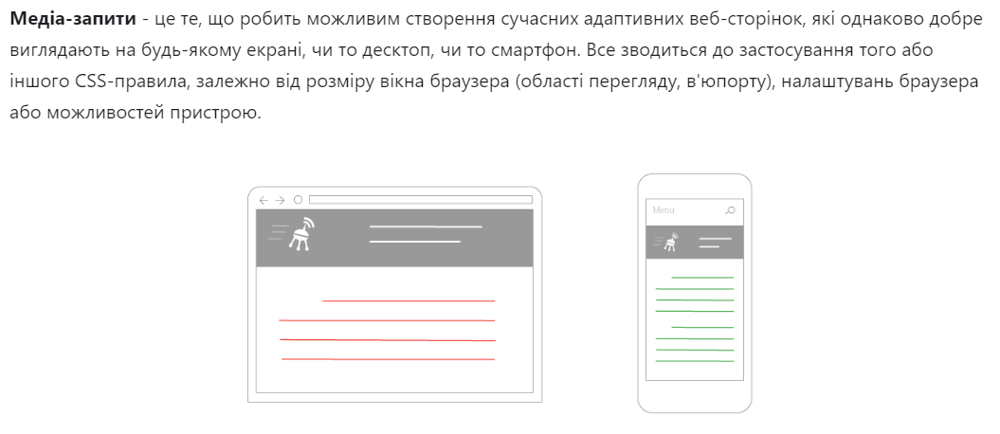 Медіа-запити - це те, що робить можливим створення сучасних адаптивних веб-сторінок, які однаково добре
виглядають на будь-якому екрані, чи то десктоп, чи то смартфон. Все зводиться до застосування того або
іншого CSS-правила, залежно від розміру вікна браузера (області перегляду, в'юпорту), налаштувань браузера
або можливостей пристрою.
Menu